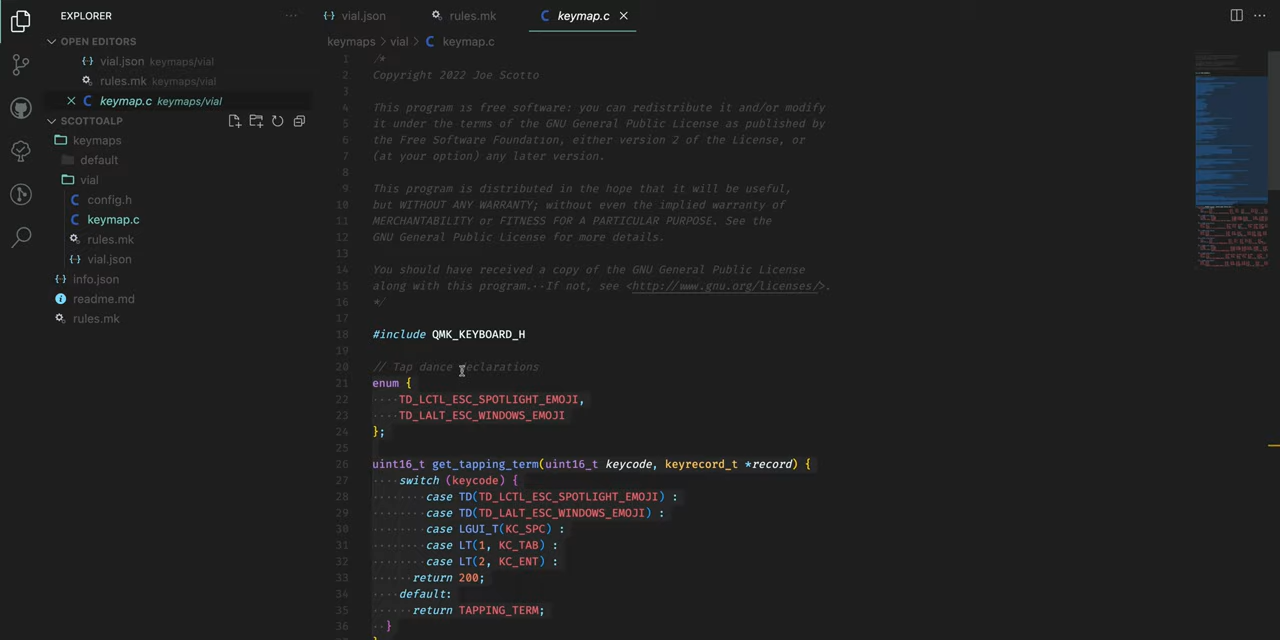 EXPLORER
OPEN EDITORS
vial.json keymaps/vial
rules.mk keymaps/vial
keymap.c keymaps/vial
SCOTTOALP
keymaps
default
vial
config.h
keymap.c
rules.mk
vial.json
info.json
readme.md
rules.mk
vial.json
rules.mk
keymap.c
keymaps > vial > keymap.c
1 /*
2 Copyright 2022 Joe Scotto
3
4 This program is free software: you can redistribute it and/or modify
5 it under the terms of the GNU General Public License as published by
6 the Free Software Foundation, either version 2 of the License, or
7 (at your option) any later version.
8
9 This program is distributed in the hope that it will be useful,
10 but WITHOUT ANY WARRANTY; without even the implied warranty of
11 MERCHANTABILITY or FITNESS FOR A PARTICULAR PURPOSE. See the
12 GNU General Public License for more details.
13
14 You should have received a copy of the GNU General Public License
15 along with this program. If not, see <http://www.gnu.org/licenses/>.
16 */
17
18 #include QMK_KEYBOARD_H
19
20 // Tap dance declarations
21 enum {
22 TD_LCTL_ESC_SPOTLIGHT_EMOJI,
23 TD_LALT_ESC_WINDOWS_EMOJI
24 };
25
26 uint16_t get_tapping_term(uint16_t keycode, keyrecord_t *record) {
27 switch (keycode) {
28 case TD(TD_LCTL_ESC_SPOTLIGHT_EMOJI) :
29 case TD(TD_LALT_ESC_WINDOWS_EMOJI) :
30 case LGUI_T(KC_SPC) :
31 case LT(1, KC_TAB) :
32 case LT(2, KC_ENT) :
33 return 200;
34 default:
35 return TAPPING_TERM;
36 }